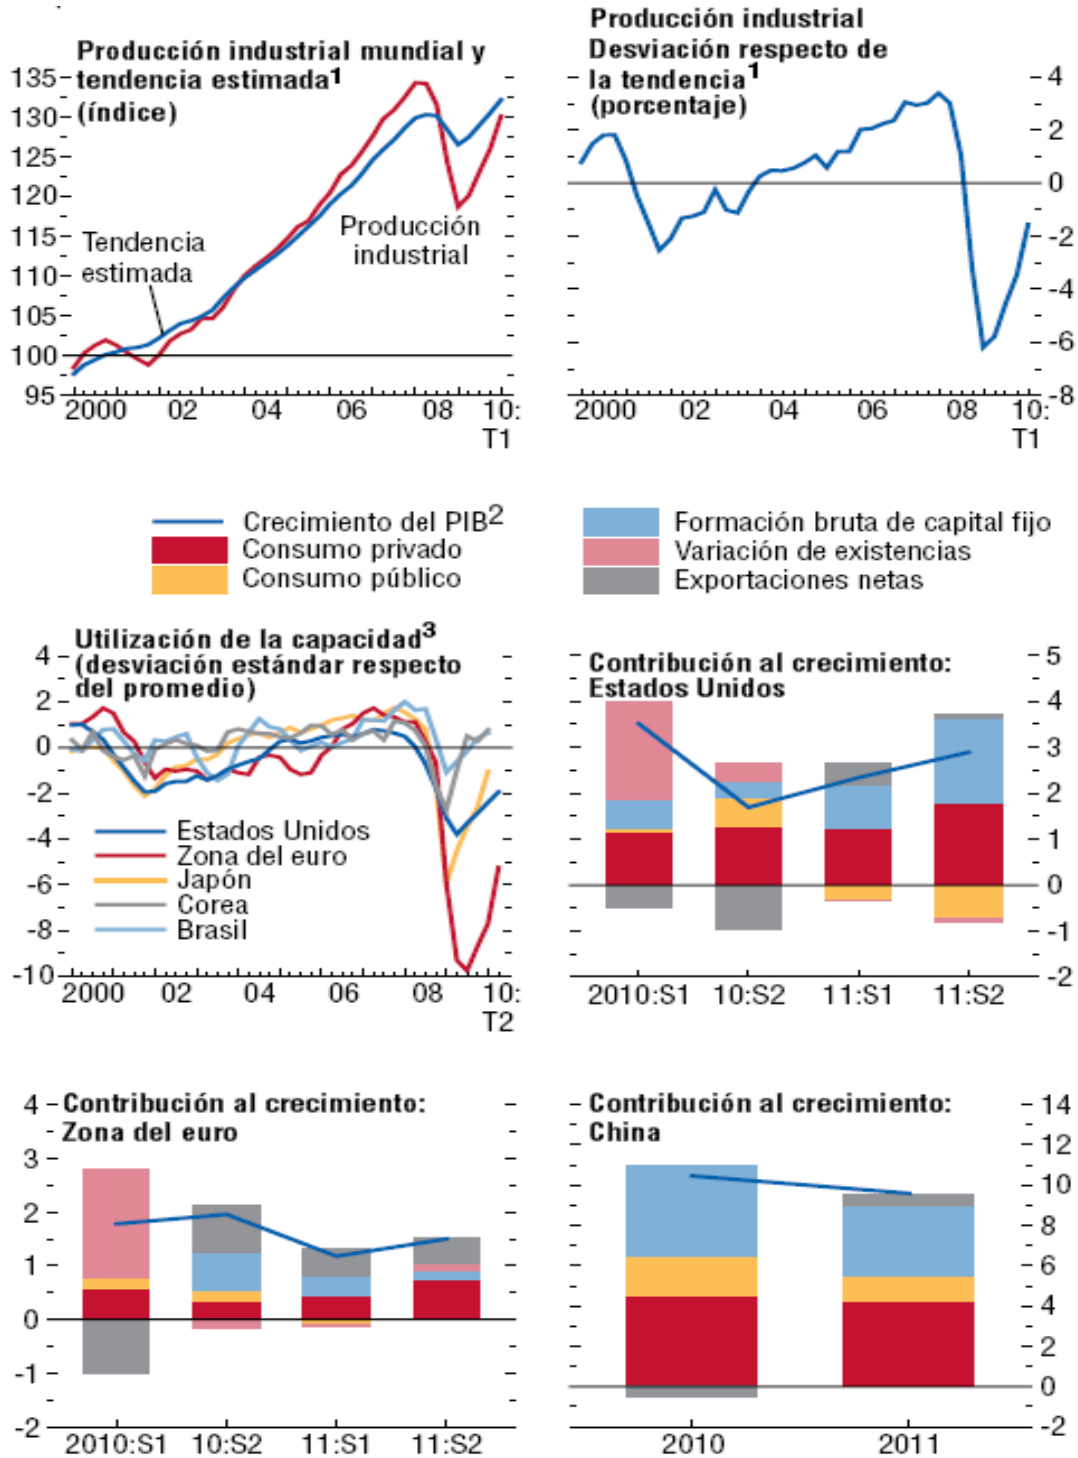 Producción industrial mundial y
tendencia estimada1
(índice)
135
130
125
120
115
110
105
100
95
Tendencia
estimada
Producción
industrial
2000 02 04 06 08 10:
T1
Producción industrial
Desviación respecto de
la tendencia1
(porcentaje)
4
2
0
-2
-4
-6
-8
2000 02 04 06 08 10:
T1
Crecimiento del PIB2
Consumo privado
Consumo público
Formación bruta de capital fijo
Variación de existencias
Exportaciones netas
Utilización de la capacidad3
(desviación estándar respecto
del promedio)
4
2
0
-2
-4
-6
-8
-10
Estados Unidos
Zona del euro
Japón
Corea
Brasil
2000 02 04 06 08 10:
T2
Contribución al crecimiento:
Estados Unidos
5
4
3
2
1
0
-1
-2
2010:S1 10:S2 11:S1 11:S2
Contribución al crecimiento:
Zona del euro
4
3
2
1
0
-1
-2
2010:S1 10:S2 11:S1 11:S2
Contribución al crecimiento:
China
14
12
10
8
6
4
2
0
-2
2010 2011